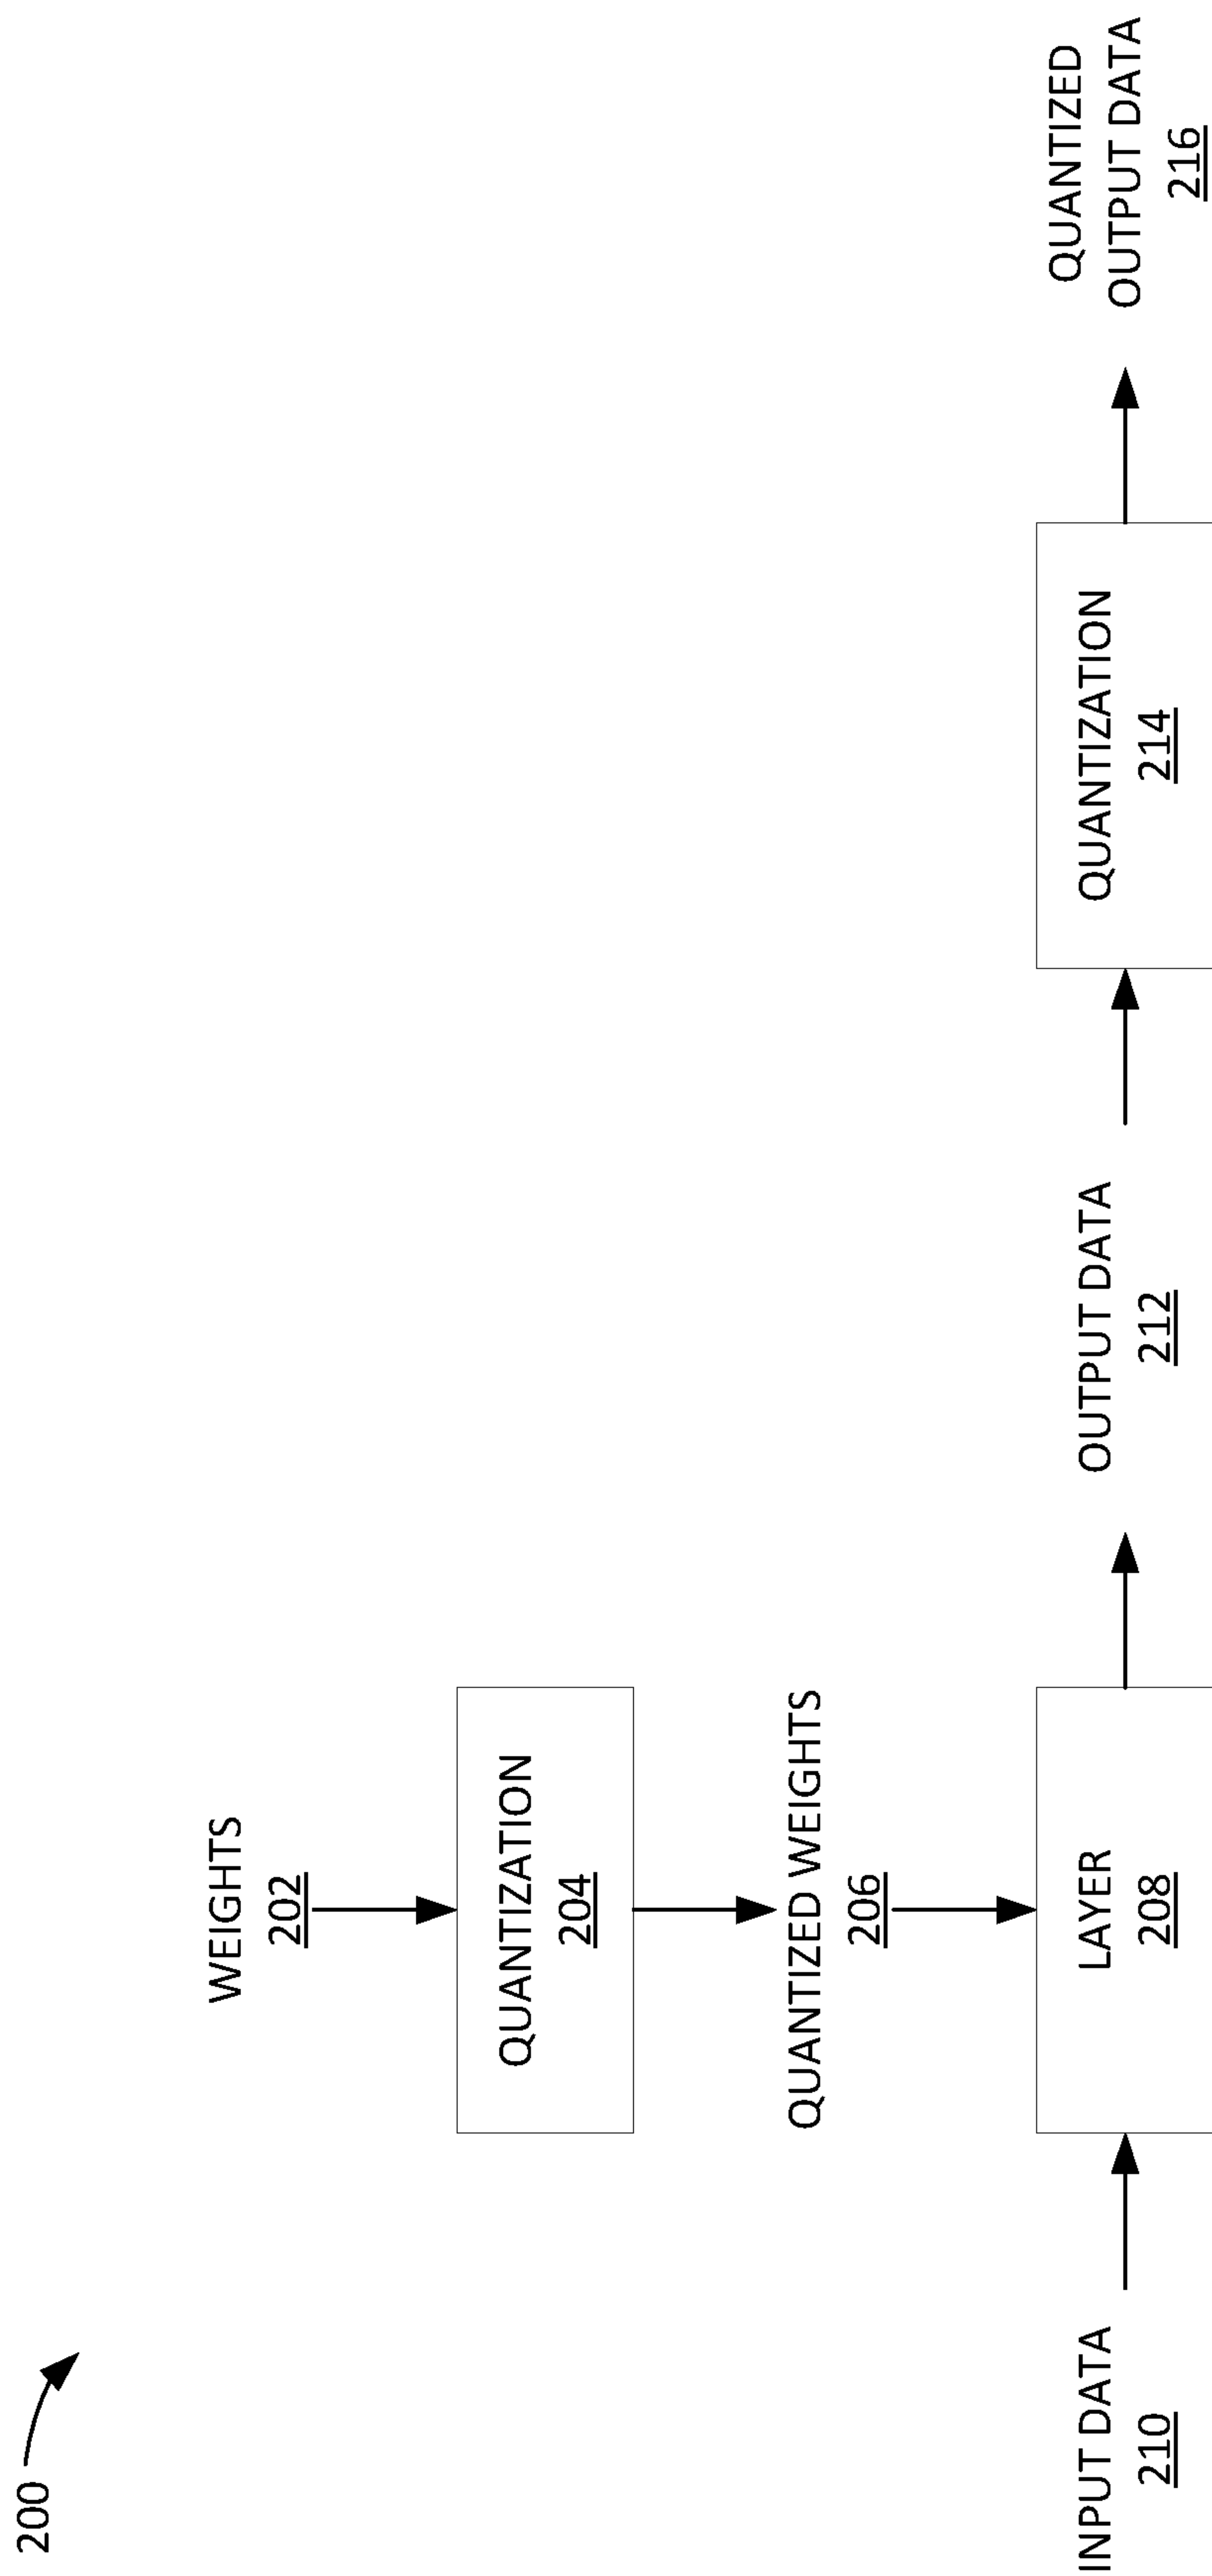 200
WEIGHTS
202
QUANTIZATION
204
QUANTIZED WEIGHTS
206
INPUT DATA
210
LAYER
208
OUTPUT DATA
212
QUANTIZATION
214
QUANTIZED
OUTPUT DATA
216